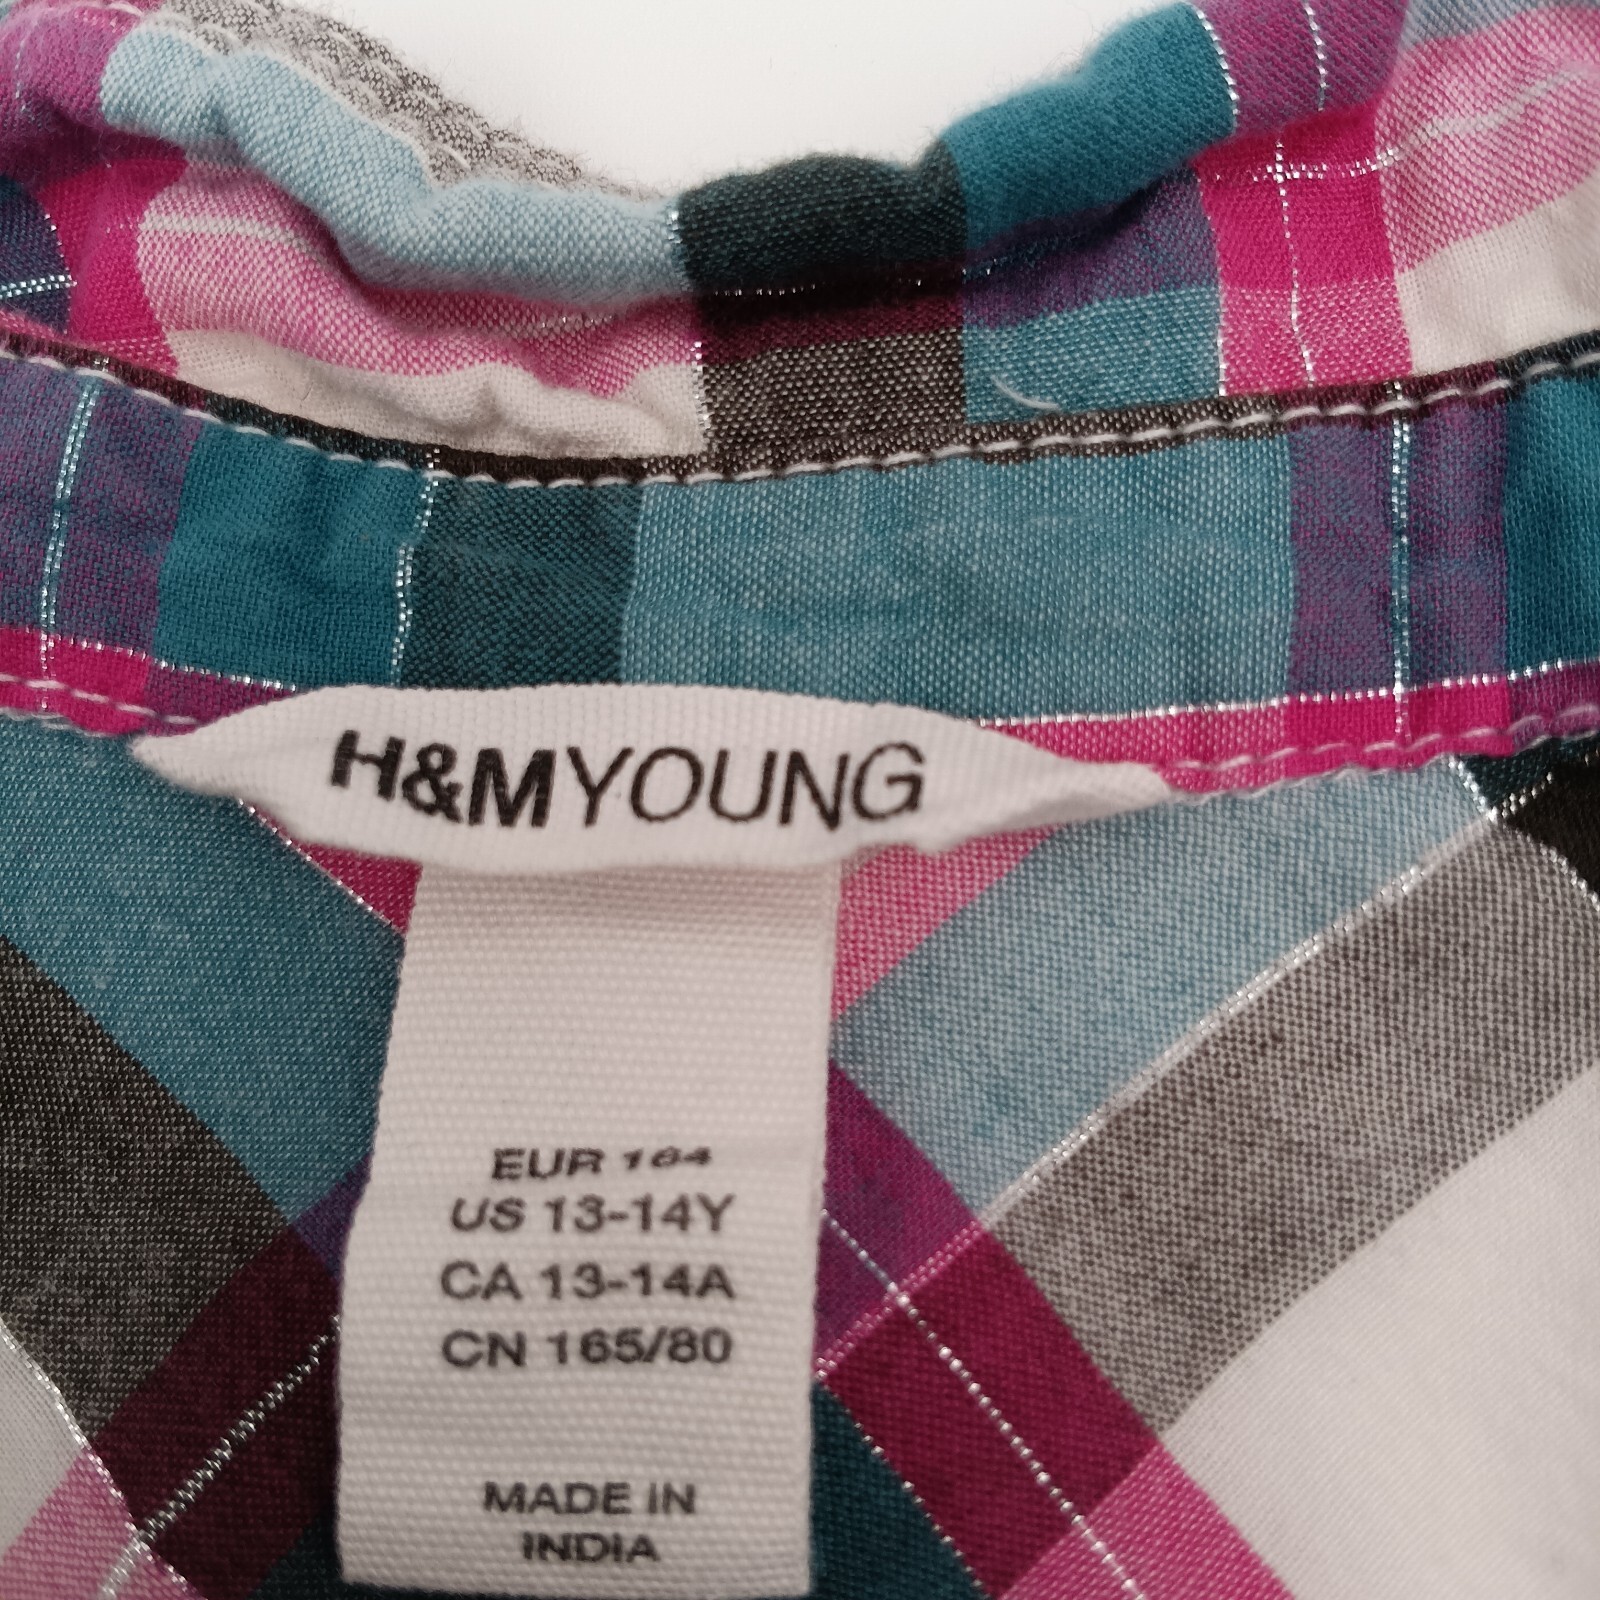 H&MYOUNG
EUR 164
US 13-14Y
CA 13-14A
CN 165/80
MADE IN
INDIA